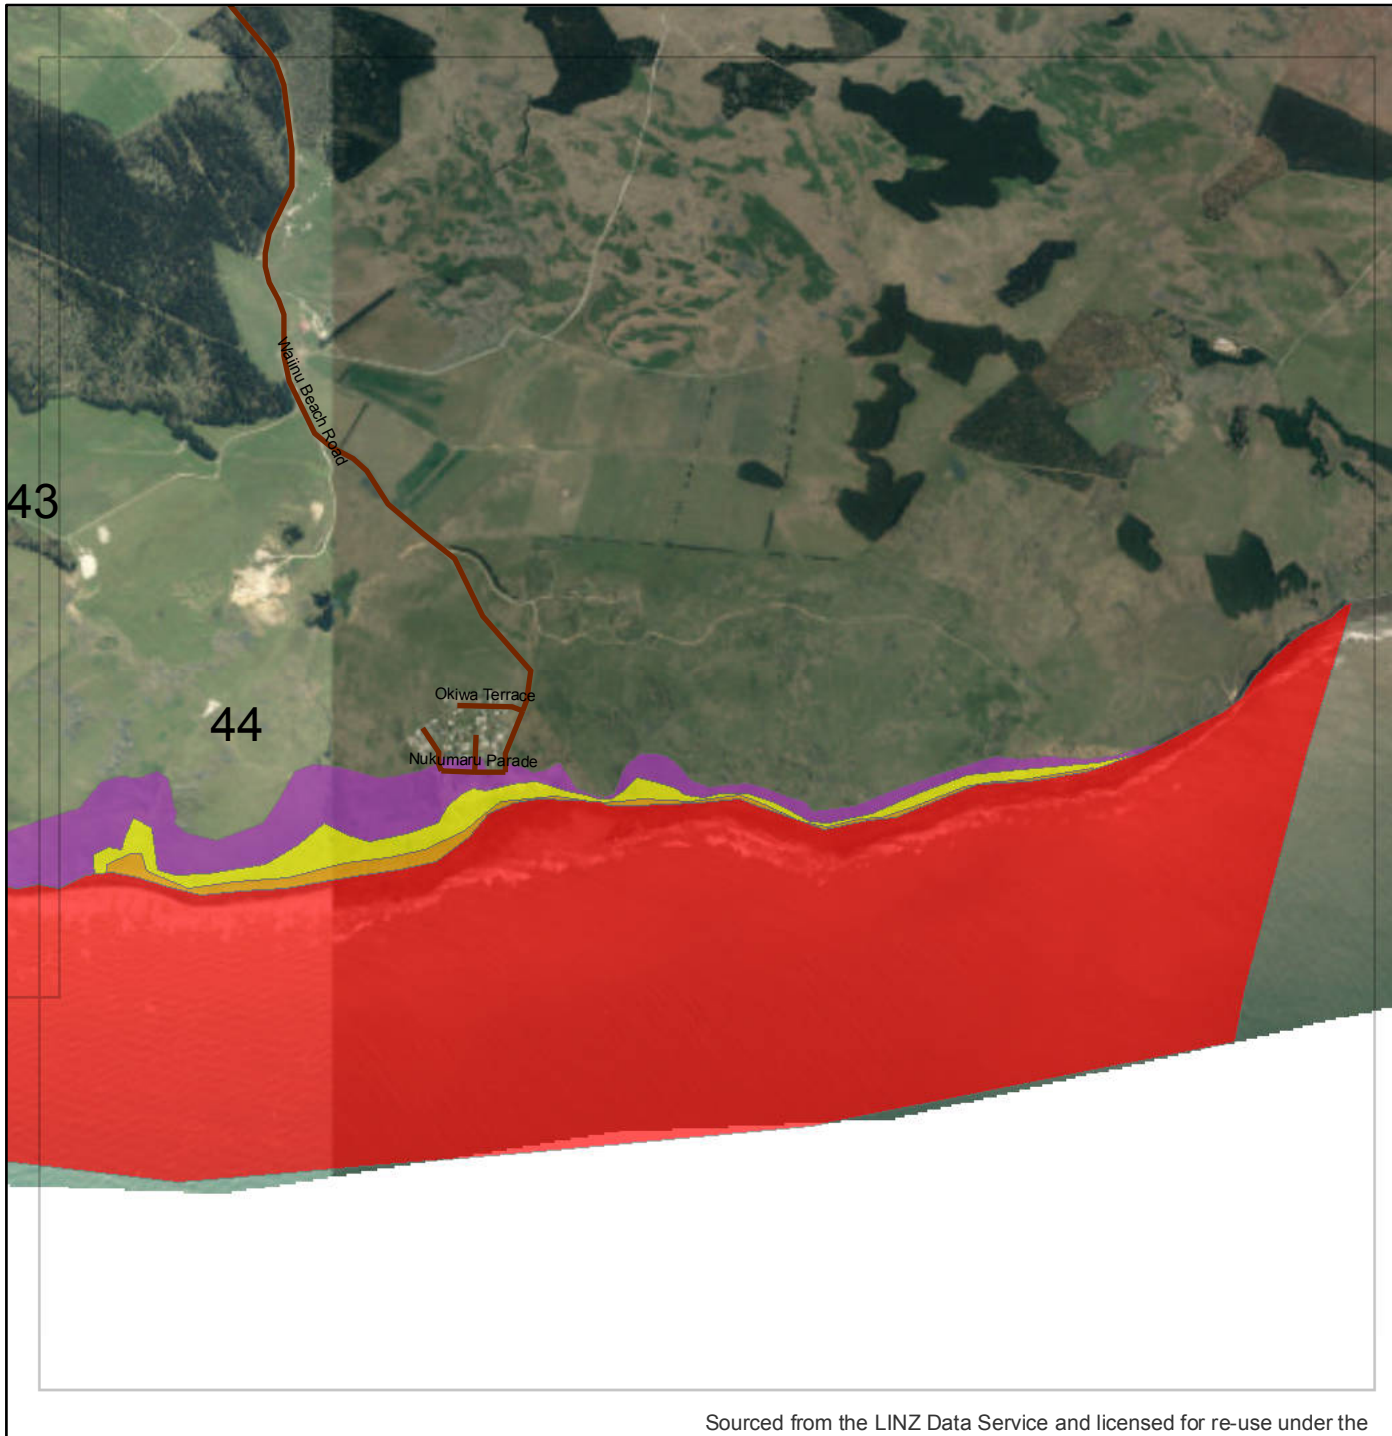 Waiinu Beach Road
43
Okiwa Terrace
44
Nukumaru Parade
Sourced from the LINZ Data Service and licensed for re-use under the